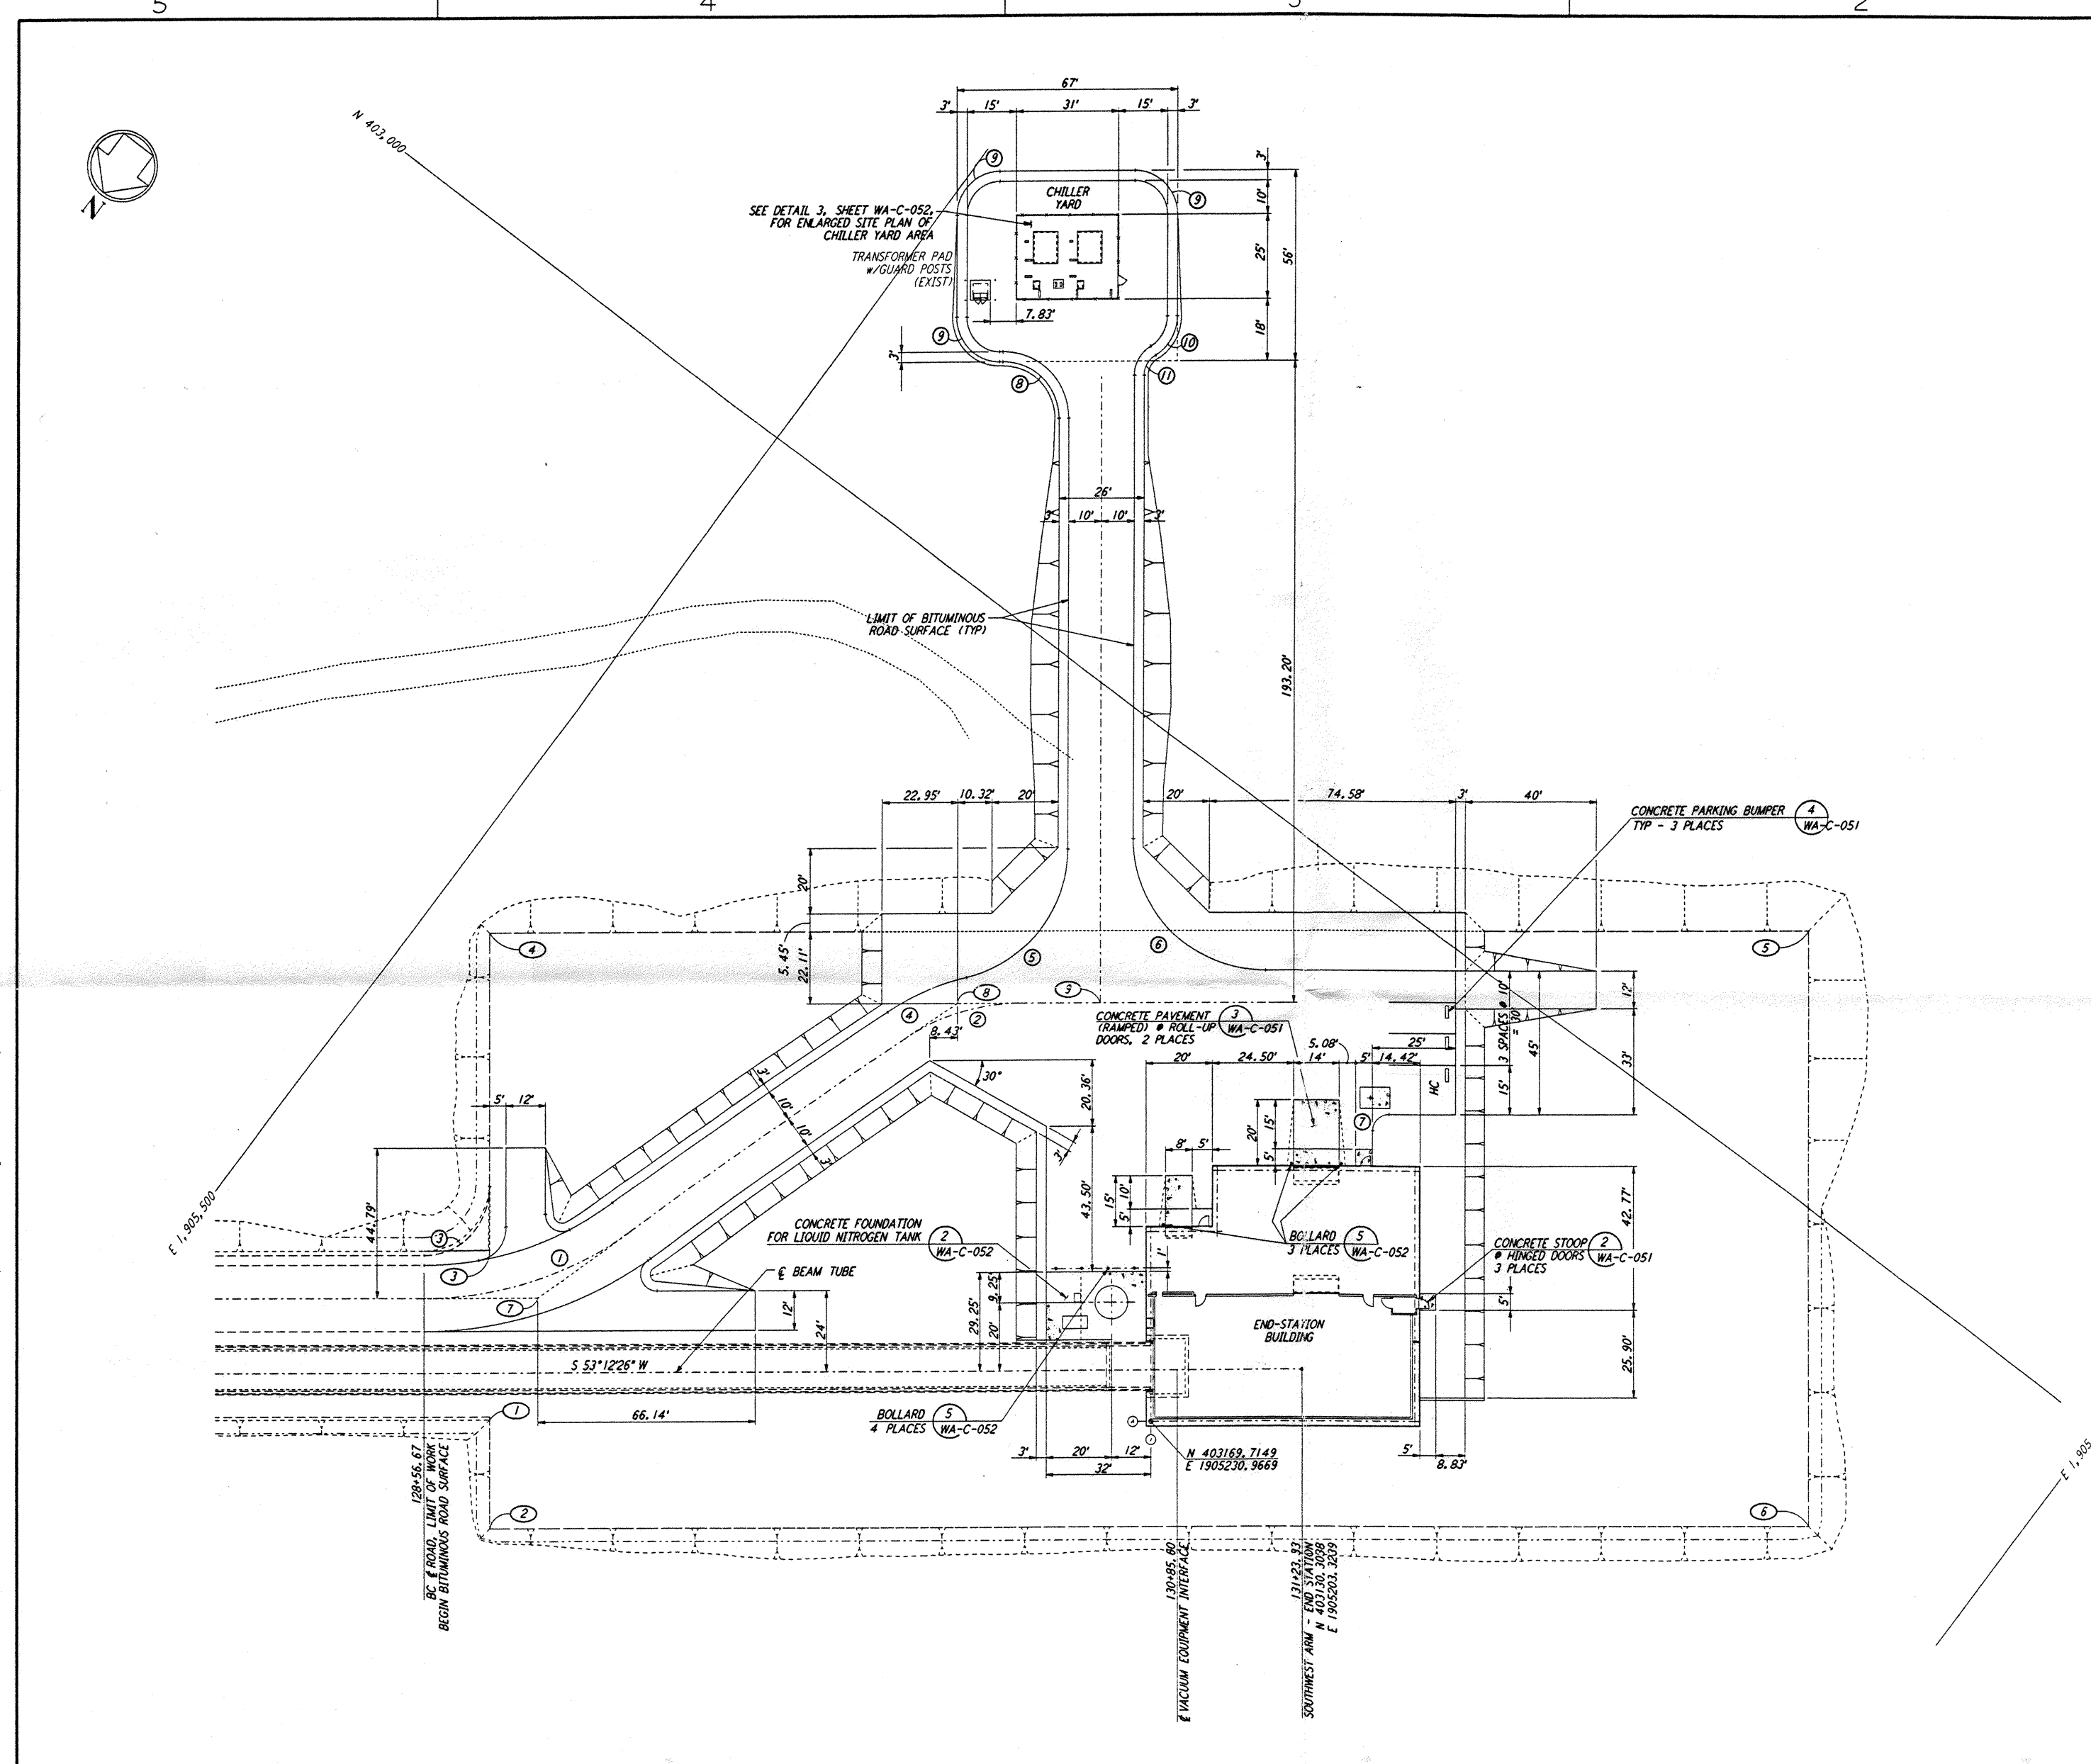 5
4
3
2
N
N 403,000
67'
3'
15'
31'
15'
3'
9
CHILLER
YARD
9
3'
10'
25'
56'
18'
SEE DETAIL 3, SHEET WA-C-052,
FOR ENLARGED SITE PLAN OF
CHILLER YARD AREA
TRANSFORMER PAD
W/GUARD POSTS
(EXIST)
7.83'
9
10
3'
8
11
26'
3'
10'
10'
3'
LIMIT OF BITUMINOUS
ROAD SURFACE (TYP)
193.20'
22.95'
10.32'
20'
20'
74.58'
3'
40'
CONCRETE PARKING BUMPER
TYP - 3 PLACES
4
WA-C-051
20'
5.45'
22.11'
4
5
6
5
8
9
4
2
8.43'
CONCRETE PAVEMENT
(RAMPED) @ ROLL-UP
DOORS, 2 PLACES
3
WA-C-051
3 SPACES @ 10'
= 30'
12'
45'
33'
15'
HC
25'
5.08'
20'
24.50'
14'
5'
14.42'
30°
20.36'
3'
10'
10'
3'
3'
5'
12'
44.79'
43.50'
20'
15'
5'
7
8'
5'
15'
10'
5'
1'
42.77'
E 1,905,500
3
3
1
7
CONCRETE FOUNDATION
FOR LIQUID NITROGEN TANK
2
WA-C-052
BOLLARD
3 PLACES
5
WA-C-052
CONCRETE STOOP
@ HINGED DOORS
3 PLACES
2
WA-C-051
5'
℄ BEAM TUBE
12'
24'
29.25'
9.25'
20'
END-STATION
BUILDING
25.90'
S 53°12'26" W
66.14'
1
BOLLARD
4 PLACES
5
WA-C-052
3'
20'
12'
32'
N 403169.7149
E 1905230.9669
5'
8.83'
E 1,905
2
6
128+56.67
BC ℄ ROAD, LIMIT OF WORK
BEGIN BITUMINOUS ROAD SURFACE
130+85.60
℄ VACUUM EQUIPMENT INTERFACE
131+23.93
SOUTHWEST ARM - END STATION
N 403130.3038
E 1905203.3239